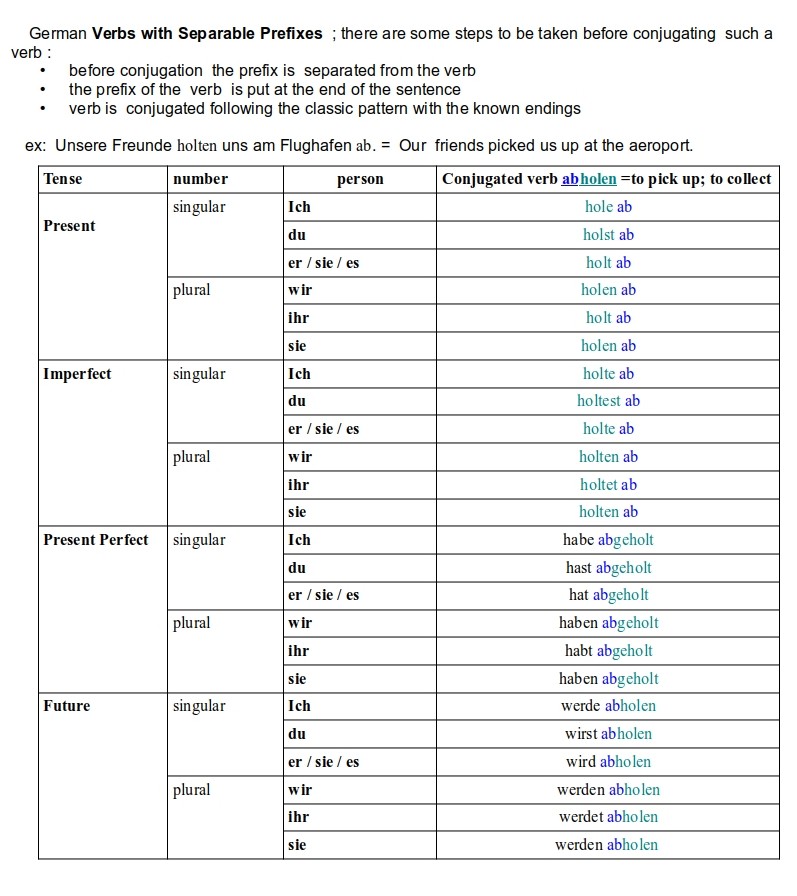 German Verbs with Separable Prefixes ; there are some steps to be taken before conjugating such a
verb :
• before conjugation the prefix is separated from the verb
• the prefix of the verb is put at the end of the sentence
• verb is conjugated following the classic pattern with the known endings
ex: Unsere Freunde holten uns am Flughafen ab. = Our friends picked us up at the aeroport.
Tense number person Conjugated verb abholen =to pick up; to collect
Present singular Ich hole ab
du holst ab
er / sie / es holt ab
plural wir holen ab
ihr holt ab
sie holen ab
Imperfect singular Ich holte ab
du holtest ab
er / sie / es holte ab
plural wir holten ab
ihr holtet ab
sie holten ab
Present Perfect singular Ich habe abgeholt
du hast abgeholt
er / sie / es hat abgeholt
plural wir haben abgeholt
ihr habt abgeholt
sie haben abgeholt
Future singular Ich werde abholen
du wirst abholen
er / sie / es wird abholen
plural wir werden abholen
ihr werdet abholen
sie werden abholen